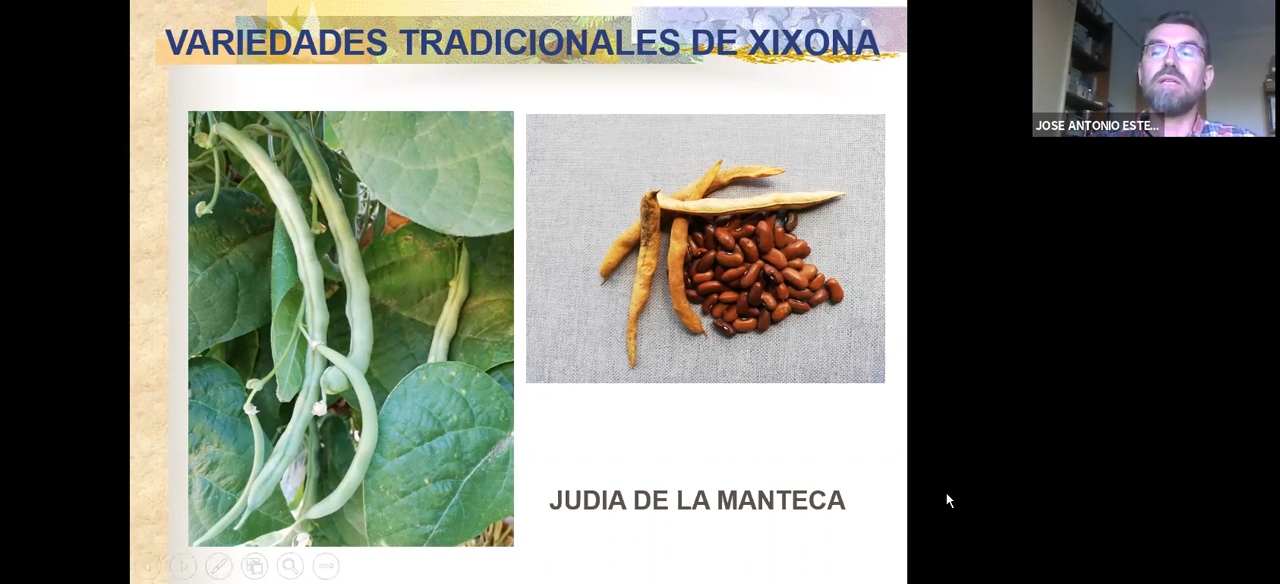 VARIEDADES TRADICIONALES DE XIXONA
JOSE ANTONIO ESTE...
JUDIA DE LA MANTECA